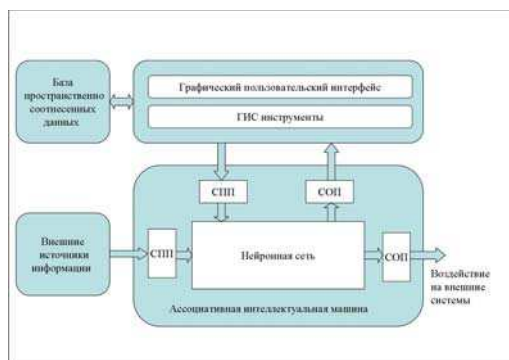 База
пространственно
соотнесенных
данных
Графический пользовательский интерфейс
ГИС инструменты
СПП
СОП
Внешние
источники
информации
СПП
Нейронная сеть
СОП
Воздействие
на внешние
системы
Ассоциативная интеллектуальная машина